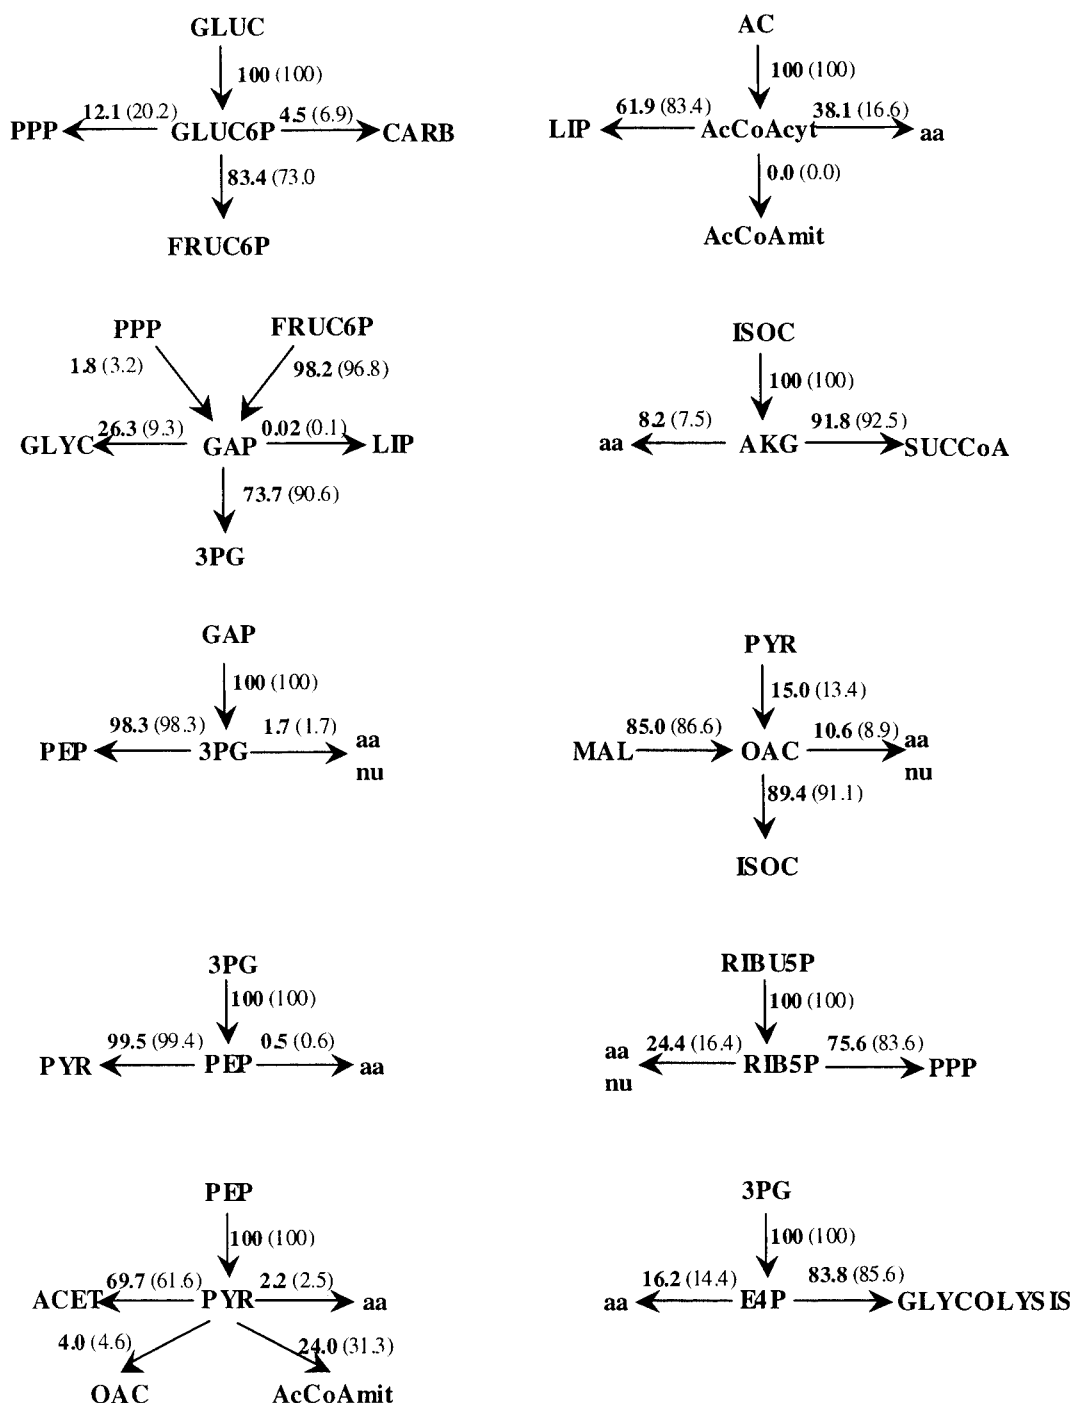 GLUC
100 (100)
12.1 (20.2)
4.5 (6.9)
PPP
GLUC6P
CARB
83.4 (73.0
FRUC6P
AC
100 (100)
61.9 (83.4)
38.1 (16.6)
LIP
AcCoAcyt
aa
0.0 (0.0)
AcCoAmit
PPP
FRUC6P
1.8 (3.2)
98.2 (96.8)
26.3 (9.3)
0.02 (0.1)
GLYC
GAP
LIP
73.7 (90.6)
3PG
ISOC
100 (100)
8.2 (7.5)
91.8 (92.5)
aa
AKG
SUCCoA
GAP
100 (100)
98.3 (98.3)
1.7 (1.7)
PEP
3PG
aa
nu
PYR
15.0 (13.4)
85.0 (86.6)
10.6 (8.9)
MAL
OAC
aa
nu
89.4 (91.1)
ISOC
3PG
100 (100)
99.5 (99.4)
0.5 (0.6)
PYR
PEP
aa
RIBU5P
100 (100)
24.4 (16.4)
75.6 (83.6)
aa
nu
RIB5P
PPP
PEP
100 (100)
69.7 (61.6)
2.2 (2.5)
ACET
PYR
aa
4.0 (4.6)
24.0 (31.3)
OAC
AcCoAmit
3PG
100 (100)
16.2 (14.4)
83.8 (85.6)
aa
E4P
GLYCOLYSIS